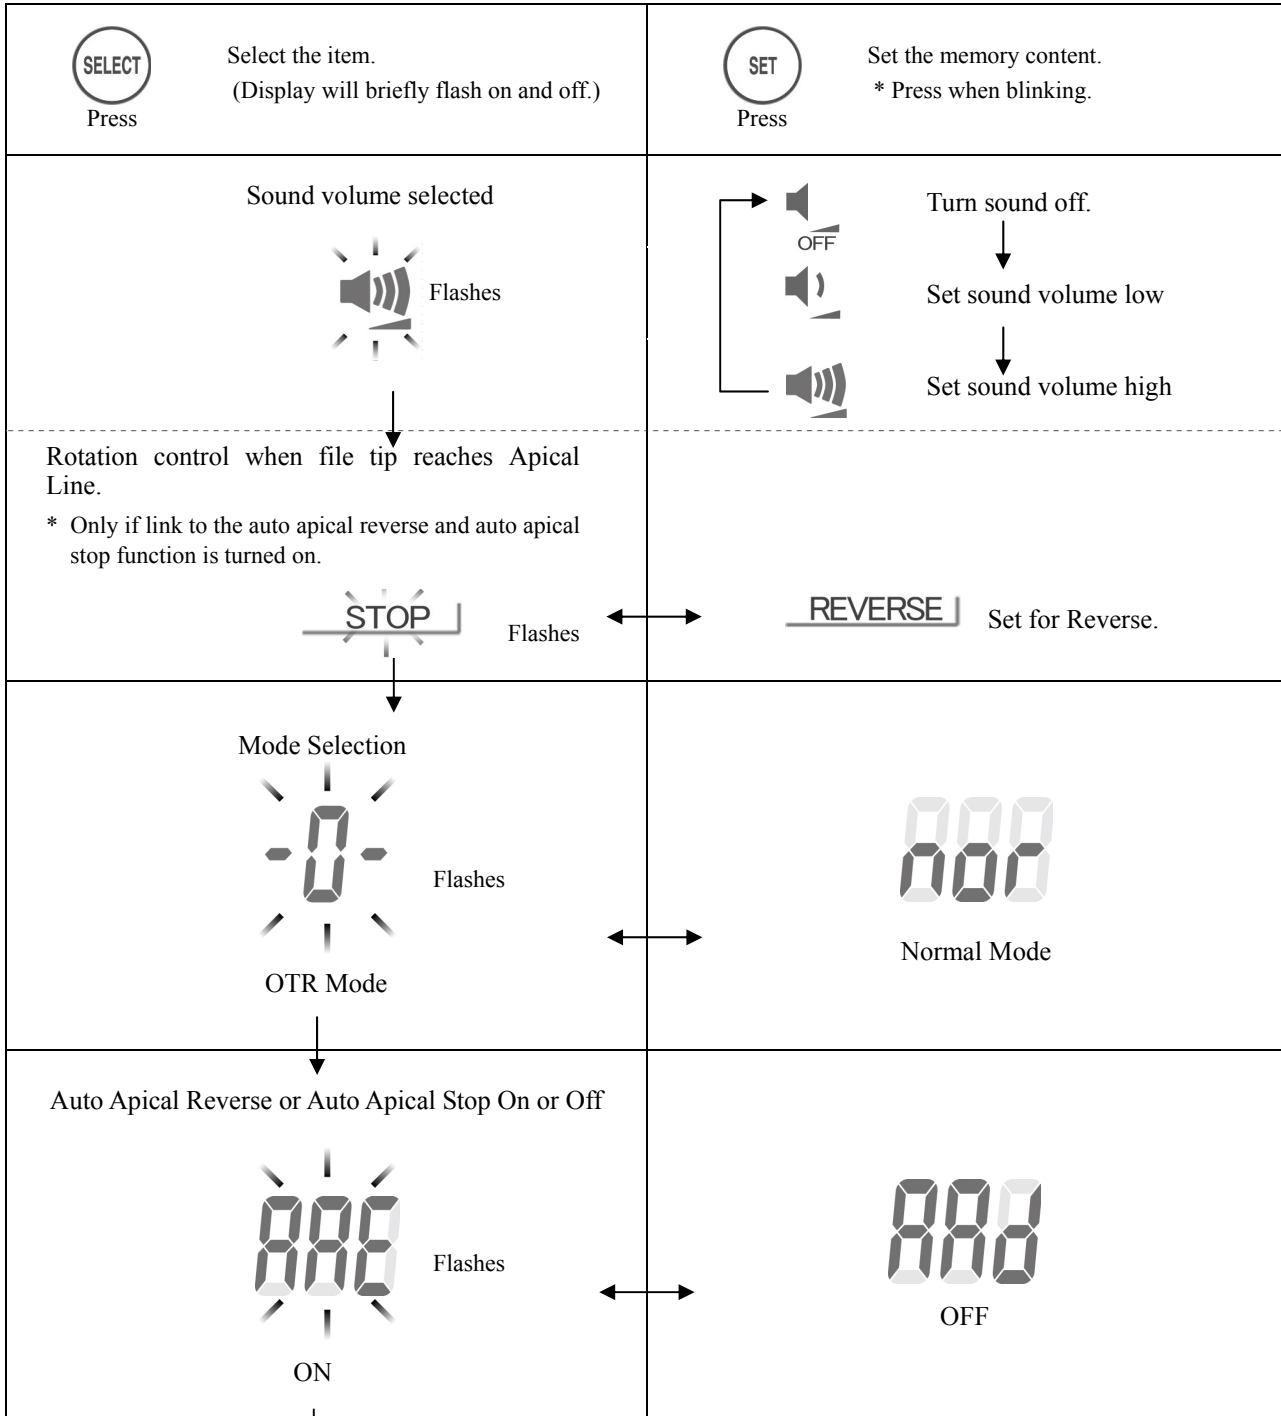 SELECT
Press
Select the item.
(Display will briefly flash on and off.)
SET
Press
Set the memory content.
* Press when blinking.
Sound volume selected
Flashes
OFF
Turn sound off.
Set sound volume low
Set sound volume high
Rotation control when file tip reaches Apical
Line.
* Only if link to the auto apical reverse and auto apical
stop function is turned on.
STOP
Flashes
REVERSE
Set for Reverse.
Mode Selection
-0-
Flashes
OTR Mode
nor
Normal Mode
Auto Apical Reverse or Auto Apical Stop On or Off
AAE
Flashes
ON
AAd
OFF